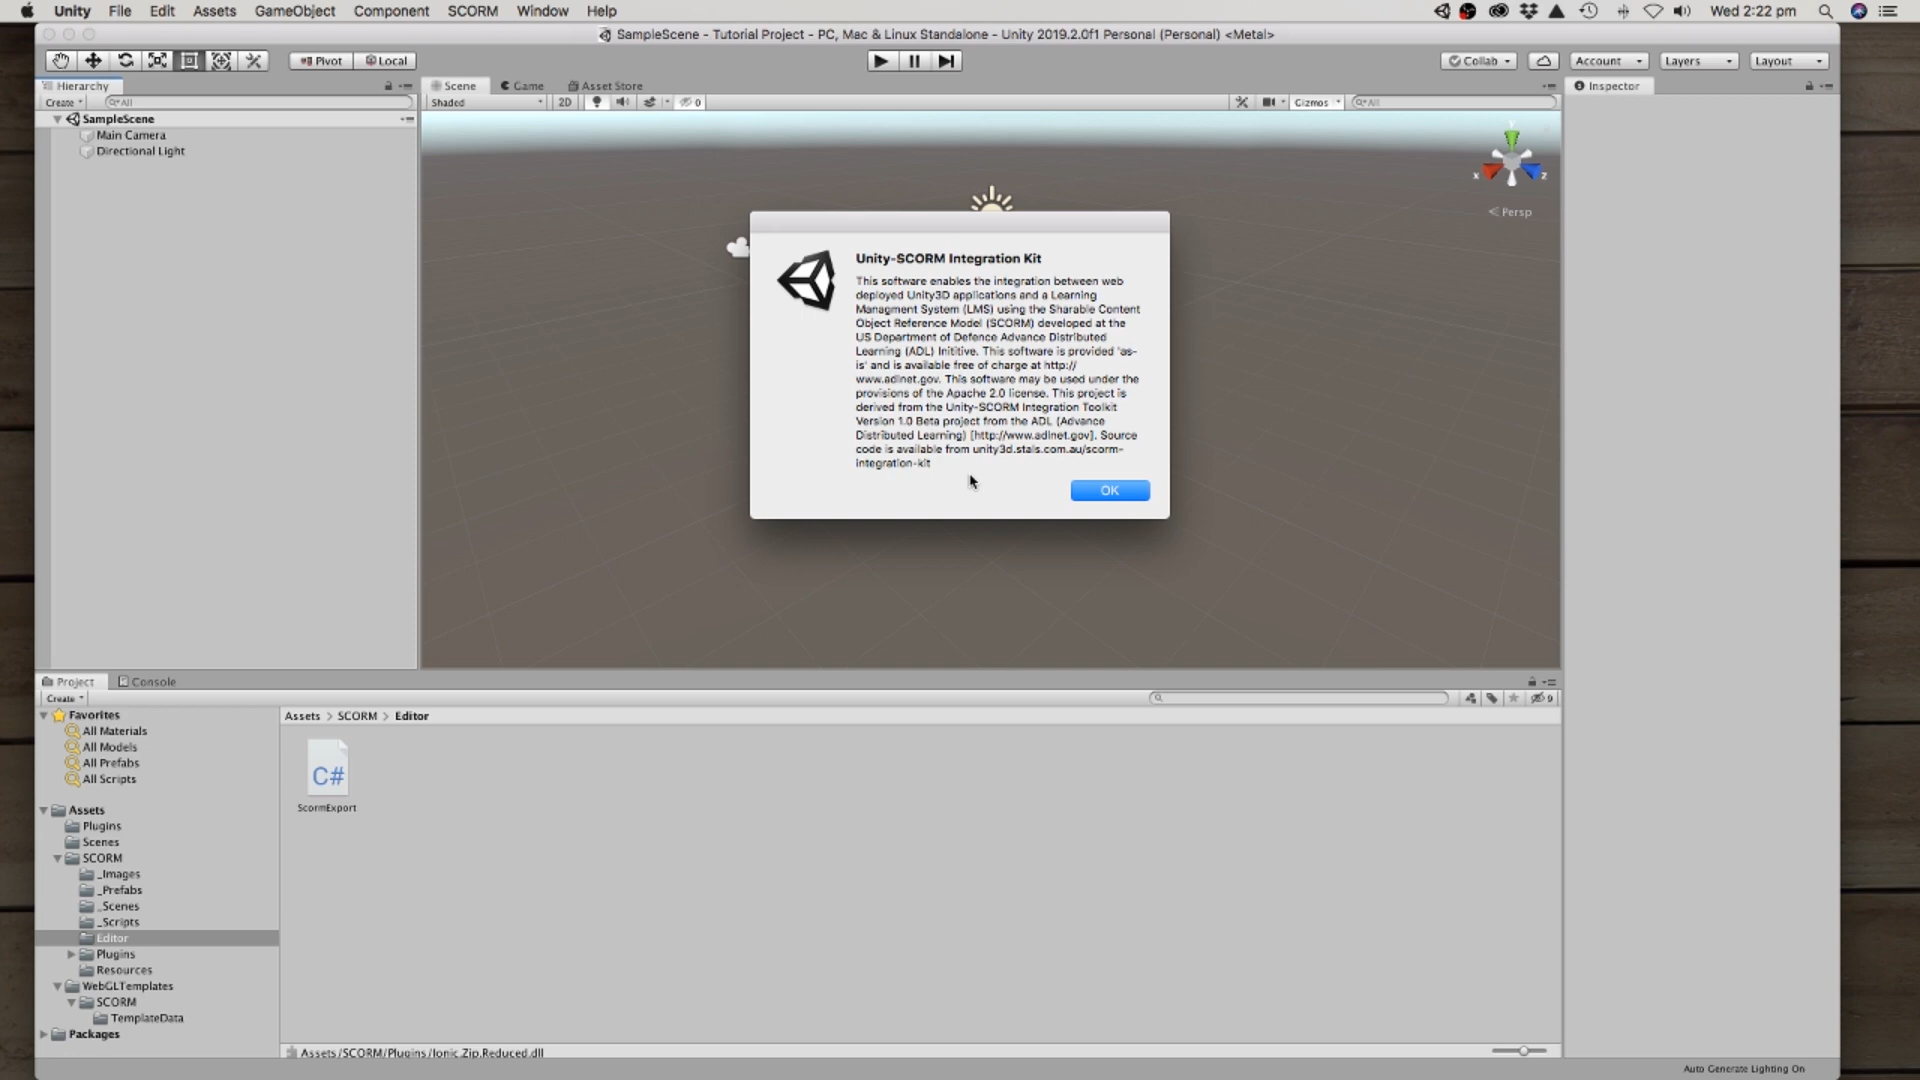 Unity File Edit Assets GameObject Component SCORM Window Help Wed 2:22 pm
SampleScene - Tutorial Project - PC, Mac & Linux Standalone - Unity 2019.2.0f1 Personal (Personal) <Metal>
Pivot Local Collab Account Layers Layout
Hierarchy Scene Game Asset Store Inspector
Create All Shaded 2D 0 Gizmos All
SampleScene
Main Camera
Directional Light
y
x z
Persp
Unity-SCORM Integration Kit
This software enables the integration between web
deployed Unity3D applications and a Learning
Managment System (LMS) using the Sharable Content
Object Reference Model (SCORM) developed at the
US Department of Defence Advance Distributed
Learning (ADL) Inititive. This software is provided 'as-
is' and is available free of charge at http://
www.adlnet.gov. This software may be used under the
provisions of the Apache 2.0 license. This project is
derived from the Unity-SCORM Integration Toolkit
Version 1.0 Beta project from the ADL (Advance
Distributed Learning) [http://www.adlnet.gov]. Source
code is available from unity3d.stals.com.au/scorm-
integration-kit
OK
Project Console
Create 9
Favorites
All Materials
All Models
All Prefabs
All Scripts
Assets
Plugins
Scenes
SCORM
_Images
_Prefabs
_Scenes
_Scripts
Editor
Plugins
Resources
WebGLTemplates
SCORM
TemplateData
Packages
Assets > SCORM > Editor
C#
ScormExport
Assets/SCORM/Plugins/Ionic.Zip.Reduced.dll
Auto Generate Lighting On